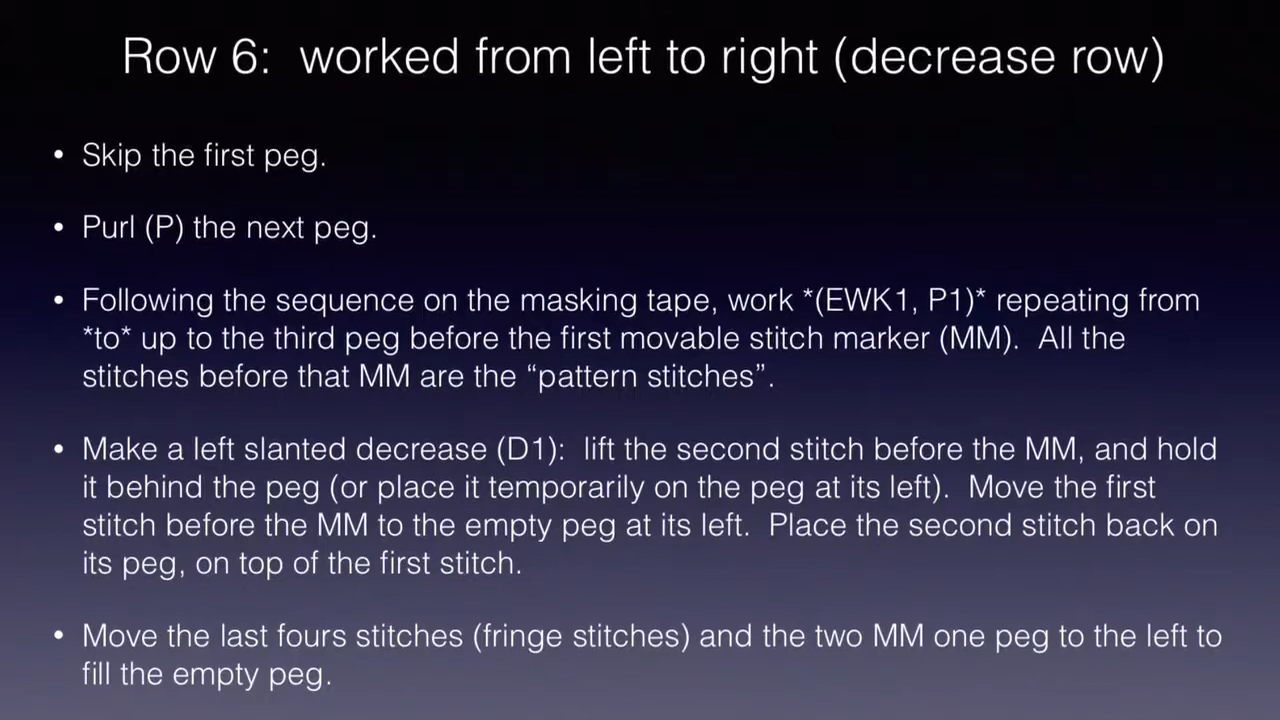 Row 6:  worked from left to right (decrease row)
• Skip the first peg.
• Purl (P) the next peg.
• Following the sequence on the masking tape, work *(EWK1, P1)* repeating from
*to* up to the third peg before the first movable stitch marker (MM).  All the
stitches before that MM are the “pattern stitches”.
• Make a left slanted decrease (D1):  lift the second stitch before the MM, and hold
it behind the peg (or place it temporarily on the peg at its left).  Move the first
stitch before the MM to the empty peg at its left.  Place the second stitch back on
its peg, on top of the first stitch.
• Move the last fours stitches (fringe stitches) and the two MM one peg to the left to
fill the empty peg.